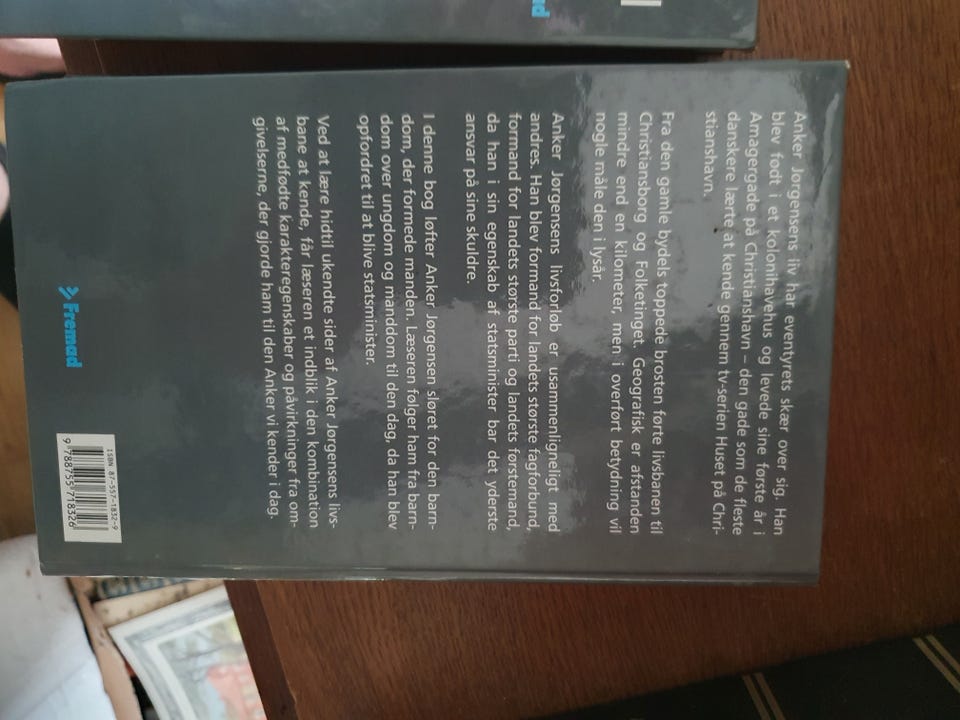 Anker Jørgensens liv har eventyrets skær over sig. Han
blev født i et kolonihavehus og levede sine første år i
Amagergade på Christianshavn – den gade som de fleste
danskere lærte at kende gennem tv-serien Huset på Chri-
stianshavn.
Fra den gamle bydels toppede brosten førte livsbanen til
Christiansborg og Folketinget. Geografisk er afstanden
mindre end en kilometer, men i overført betydning vil
nogle måle den i lysår.
Anker Jørgensens livsforløb er usammenligneligt med
andres. Han blev formand for landets største fagforbund,
formand for landets største parti og landets førstemand,
da han i sin egenskab af statsminister bar det yderste
ansvar på sine skuldre.
I denne bog løfter Anker Jørgensen sløret for den barn-
dom, der formede manden. Læseren følger ham fra barn-
dom over ungdom og manddom til den dag, da han blev
opfordret til at blive statsminister.
Ved at lære hidtil ukendte sider af Anker Jørgensens livs-
bane at kende, får læseren et indblik i den kombination
af medfødte karakteregenskaber og påvirkninger fra om-
givelserne, der gjorde ham til den Anker vi kender i dag.
Fremad
ISBN 87-557-1832-9
9 788755 718326